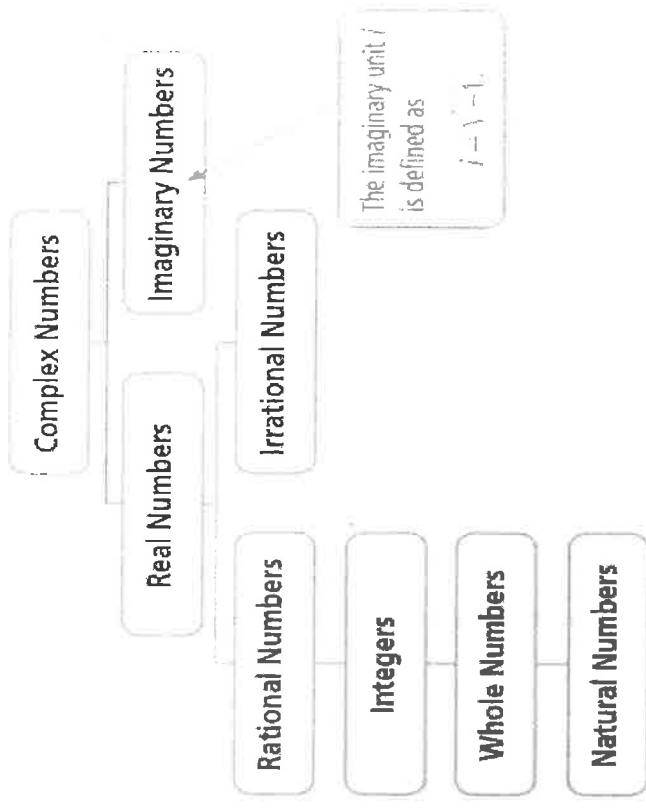 Complex Numbers
Real Numbers
Imaginary Numbers
Rational Numbers
Irrational Numbers
Integers
Whole Numbers
Natural Numbers
The imaginary unit i
is defined as
i = √-1.